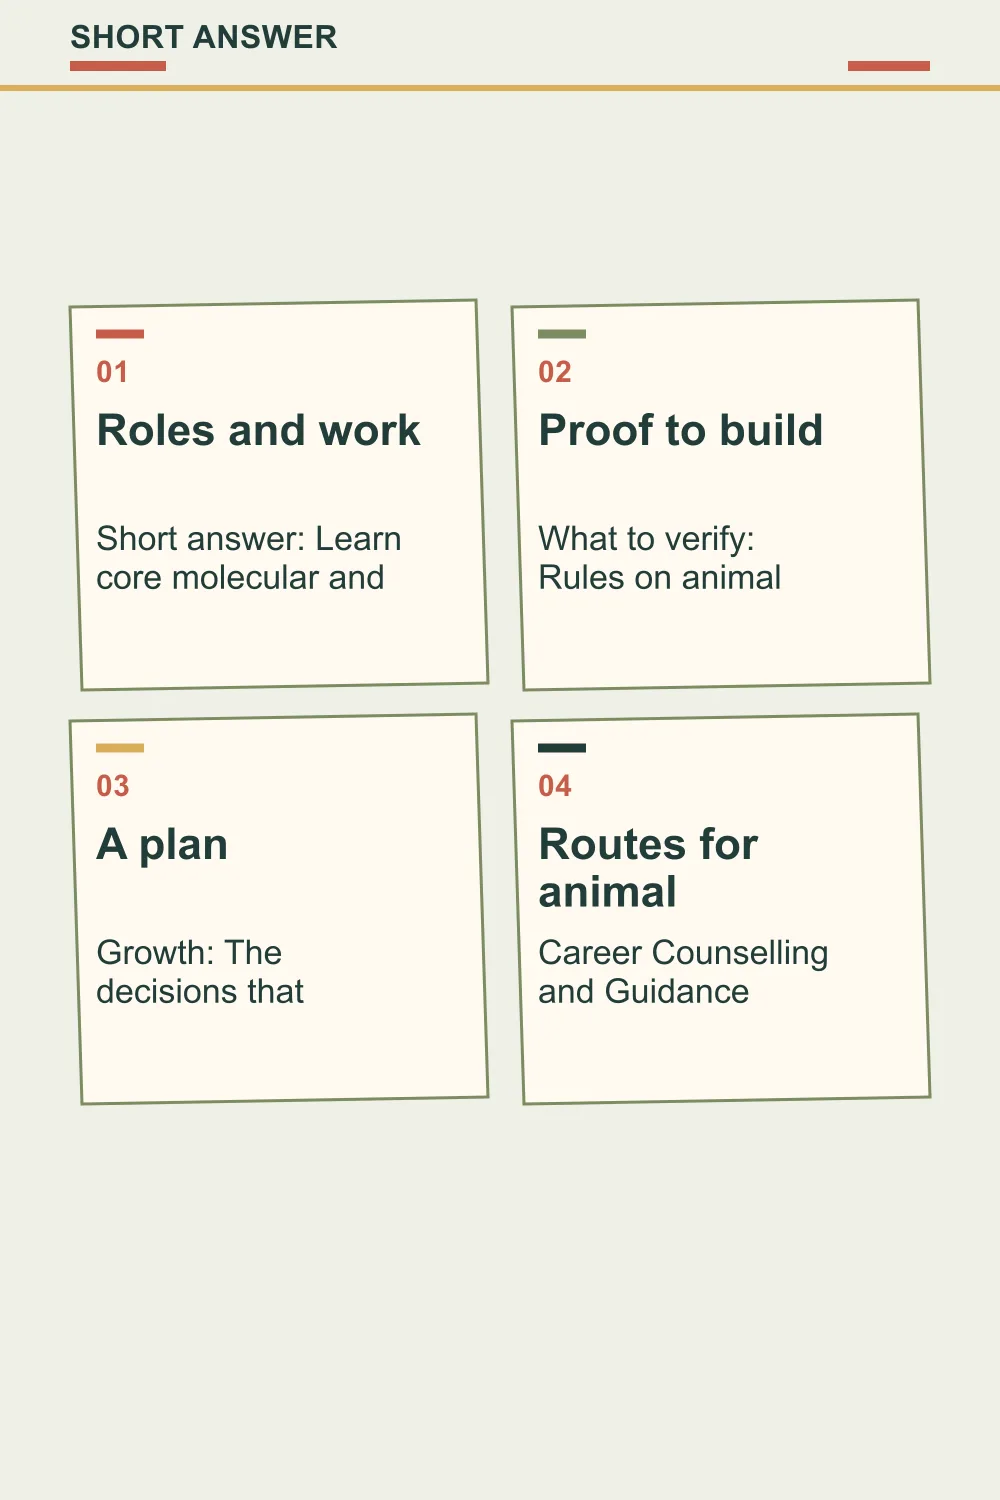 SHORT ANSWER
01
Roles and work
Short answer: Learn
core molecular and
02
Proof to build
What to verify:
Rules on animal
03
A plan
Growth: The
decisions that
04
Routes for
animal
Career Counselling
and Guidance